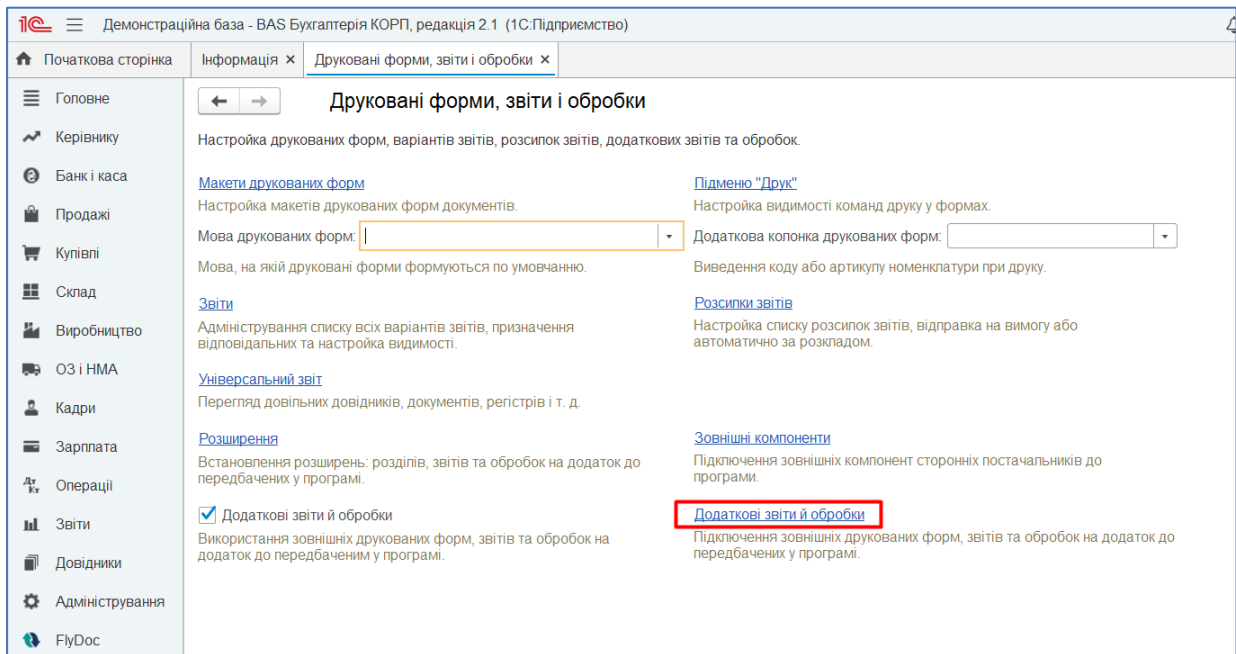 1С Демонстраційна база - BAS Бухгалтерія КОРП, редакція 2.1 (1С:Підприємство)
Початкова сторінка Інформація × Друковані форми, звіти і обробки ×
Головне
Керівнику
Банк і каса
Продажі
Купівлі
Склад
Виробництво
ОЗ і НМА
Кадри
Зарплата
Дт Кт Операції
Звіти
Довідники
Адміністрування
FlyDoc
Друковані форми, звіти і обробки
Настройка друкованих форм, варіантів звітів, розсилок звітів, додаткових звітів та обробок.
Макети друкованих форм
Настройка макетів друкованих форм документів.
Мова друкованих форм:
Мова, на якій друковані форми формуються по умовчанню.
Звіти
Адміністрування списку всіх варіантів звітів, призначення
відповідальних та настройка видимості.
Універсальний звіт
Перегляд довільних довідників, документів, регістрів і т. д.
Розширення
Встановлення розширень: розділів, звітів та обробок на додаток до
передбачених у програмі.
Додаткові звіти й обробки
Використання зовнішніх друкованих форм, звітів та обробок на
додаток до передбаченим у програмі.
Підменю "Друк"
Настройка видимості команд друку у формах.
Додаткова колонка друкованих форм:
Виведення коду або артикулу номенклатури при друку.
Розсилки звітів
Настройка списку розсилок звітів, відправка на вимогу або
автоматично за розкладом.
Зовнішні компоненти
Підключення зовнішніх компонент сторонніх постачальників до
програми.
Додаткові звіти й обробки
Підключення зовнішніх друкованих форм, звітів та обробок на додаток до
передбачених у програмі.